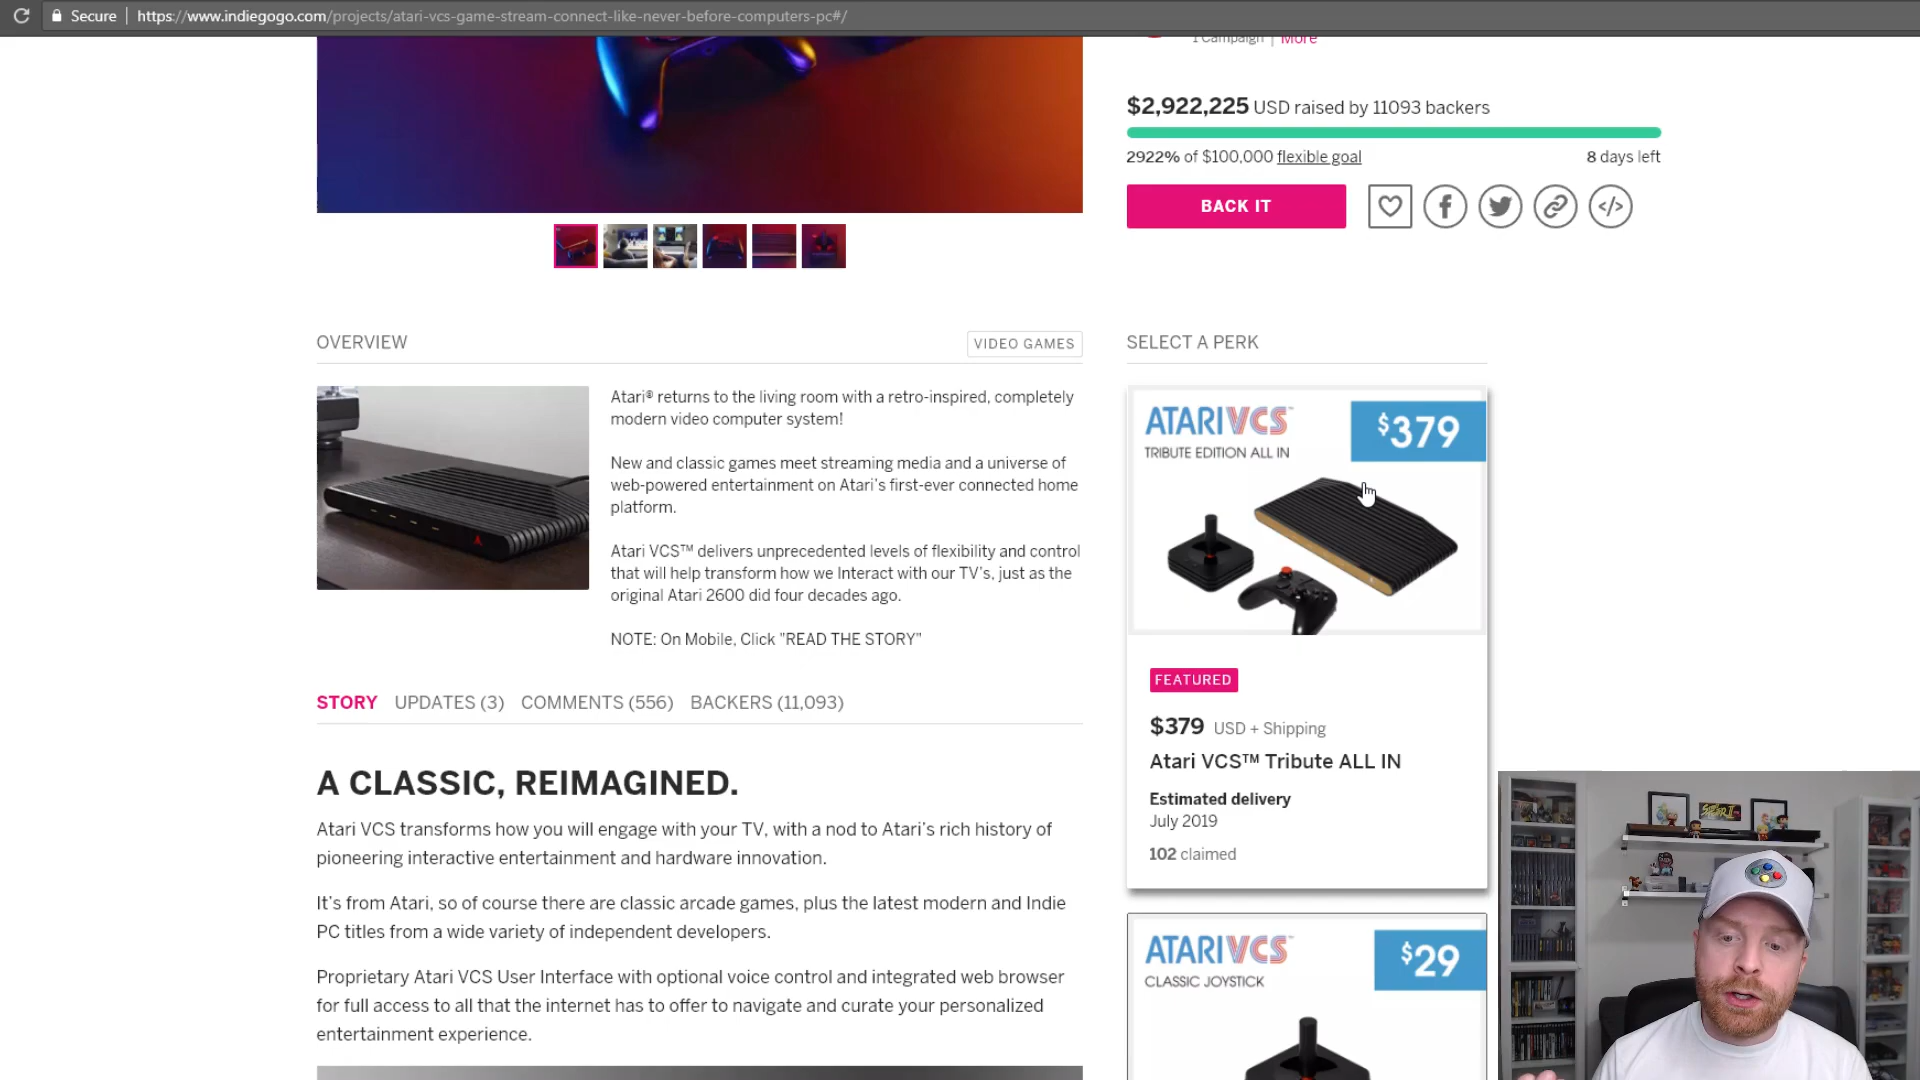 Secure | https://www.indiegogo.com/projects/atari-vcs-game-stream-connect-like-never-before-computers-pc#/
1 Campaign | More
$2,922,225 USD raised by 11093 backers
2922% of $100,000 flexible goal
8 days left
BACK IT
OVERVIEW
VIDEO GAMES
Atari® returns to the living room with a retro-inspired, completely
modern video computer system!
New and classic games meet streaming media and a universe of
web-powered entertainment on Atari's first-ever connected home
platform.
Atari VCS™ delivers unprecedented levels of flexibility and control
that will help transform how we Interact with our TV's, just as the
original Atari 2600 did four decades ago.
NOTE: On Mobile, Click "READ THE STORY"
STORY UPDATES (3) COMMENTS (556) BACKERS (11,093)
A CLASSIC, REIMAGINED.
Atari VCS transforms how you will engage with your TV, with a nod to Atari's rich history of
pioneering interactive entertainment and hardware innovation.
It's from Atari, so of course there are classic arcade games, plus the latest modern and Indie
PC titles from a wide variety of independent developers.
Proprietary Atari VCS User Interface with optional voice control and integrated web browser
for full access to all that the internet has to offer to navigate and curate your personalized
entertainment experience.
SELECT A PERK
ATARI VCS
TRIBUTE EDITION ALL IN
$379
FEATURED
$379 USD + Shipping
Atari VCS™ Tribute ALL IN
Estimated delivery
July 2019
102 claimed
ATARI VCS
CLASSIC JOYSTICK
$29